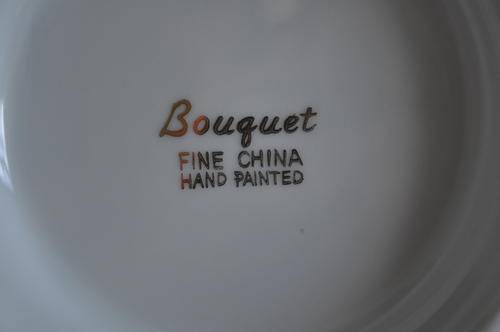 Bouquet
FINE CHINA
HAND PAINTED